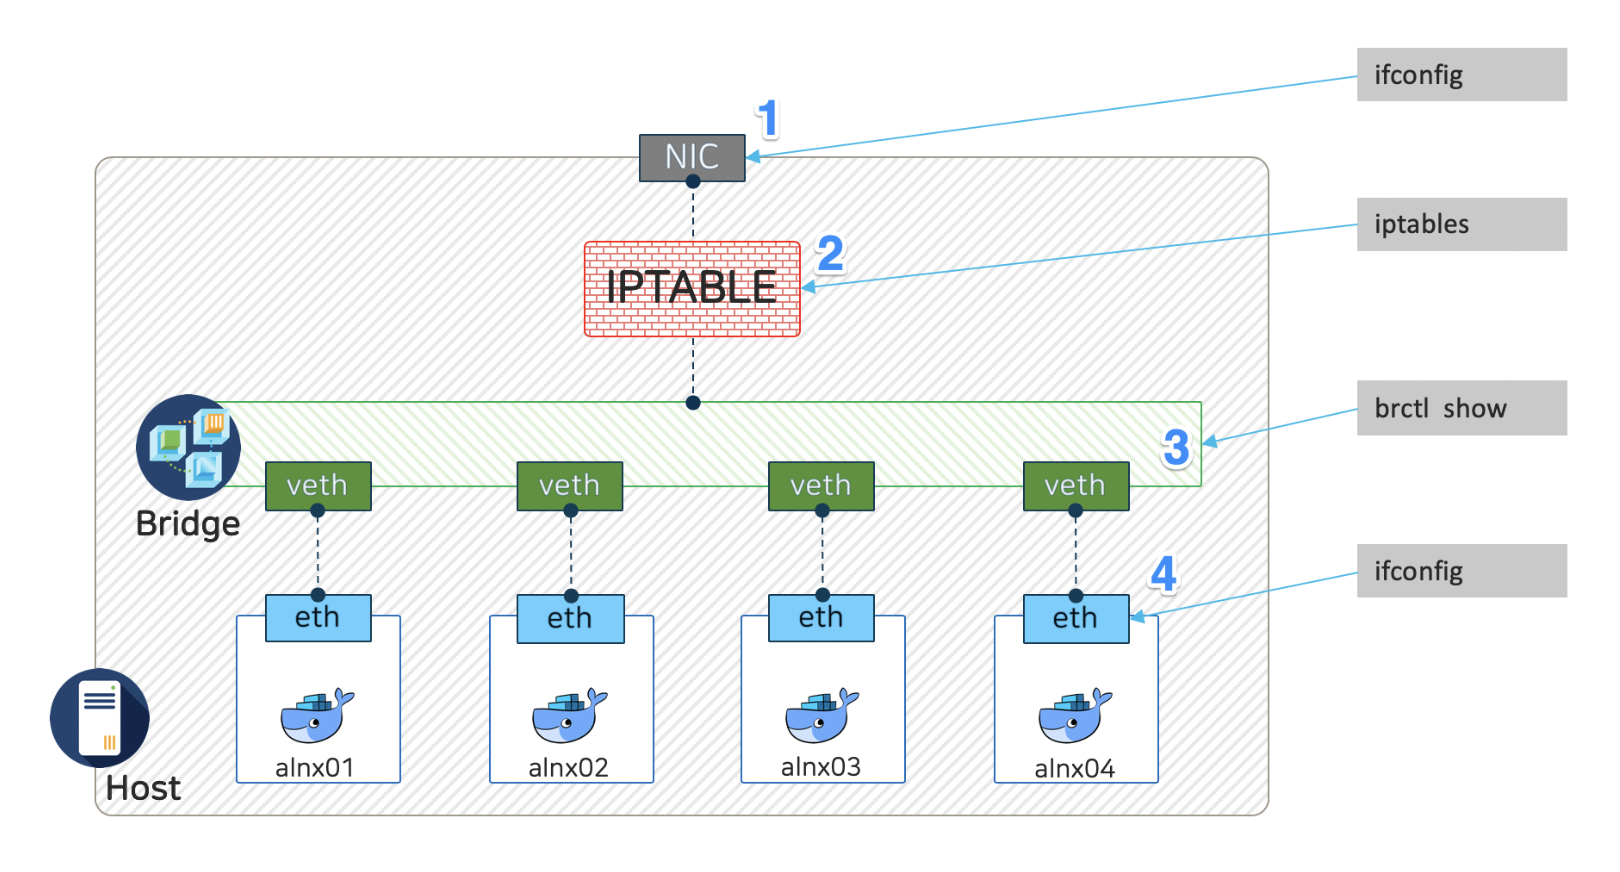 ifconfig
1
NIC
iptables
2
IPTABLE
brctl show
3
veth
veth
veth
veth
Bridge
4
ifconfig
eth
eth
eth
eth
alnx01
alnx02
alnx03
alnx04
Host